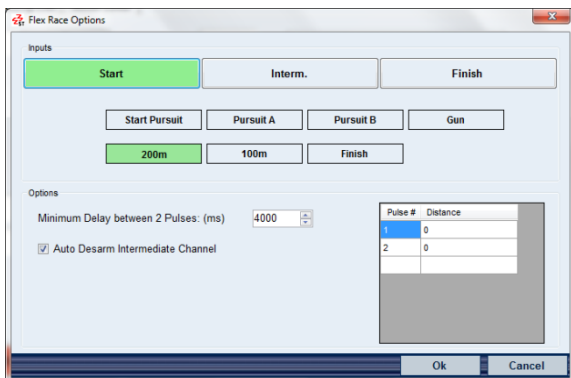 Flex Race Options
Inputs
Start Interm. Finish
Start Pursuit Pursuit A Pursuit B Gun
200m 100m Finish
Options
Minimum Delay between 2 Pulses: (ms) 4000
Pulse # Distance
1 0
Auto Desarm Intermediate Channel
2 0
Ok Cancel